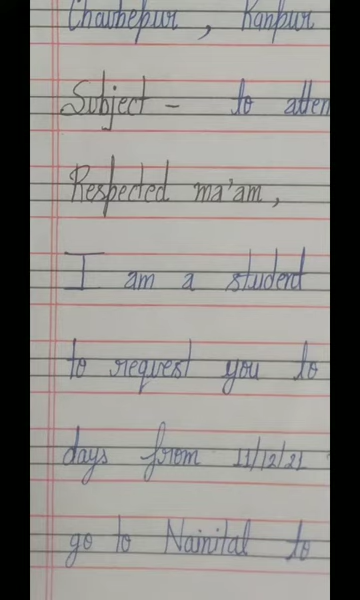 Chaubepur, Kanpur
Subject - to atten
Respected ma'am,
I am a student
to request you to
days from 11/12/21
go to Nainital to